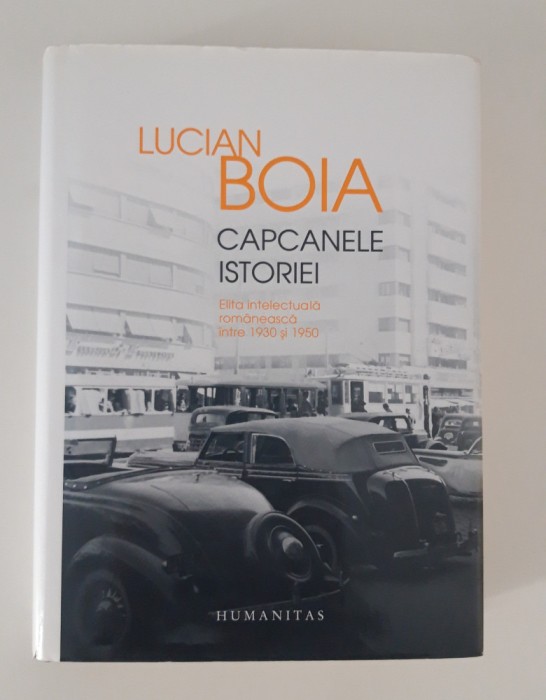 LUCIAN
BOIA
CAPCANELE
ISTORIEI
Elita intelectuală
românească
între 1930 și 1950
HUMANITAS